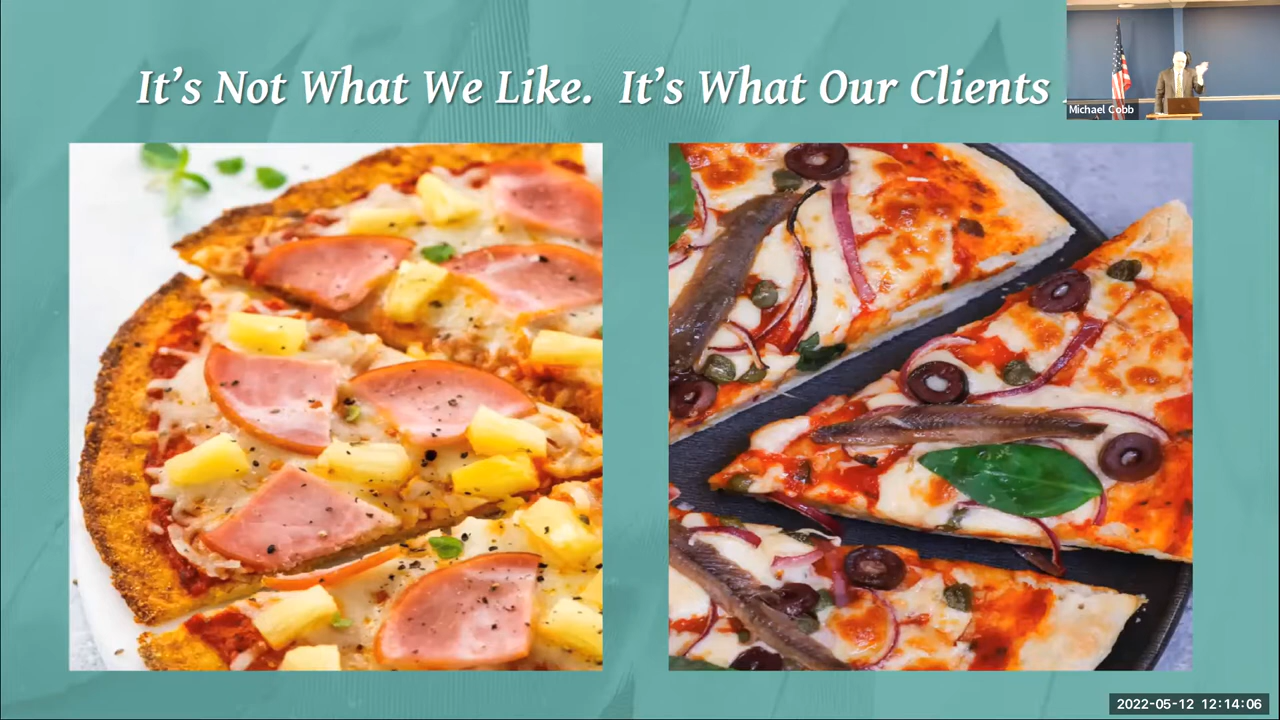 It's Not What We Like. It's What Our Clients
Michael Cobb
2022-05-12 12:14:06